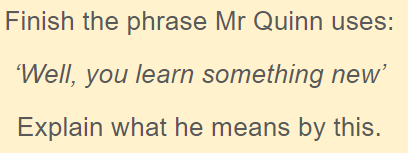 Finish the phrase Mr Quinn uses:
‘Well, you learn something new’
Explain what he means by this.